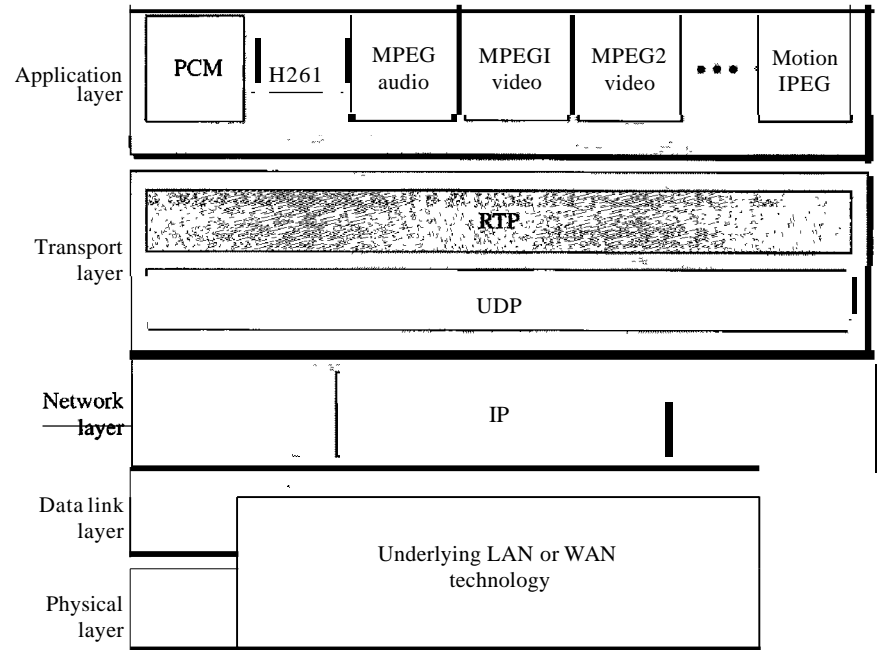 Application
layer
PCM
H261
MPEG
audio
MPEGI
video
MPEG2
video
•••
Motion
IPEG
Transport
layer
RTP
UDP
Network
layer
IP
Data link
layer
Underlying LAN or WAN
technology
Physical
layer